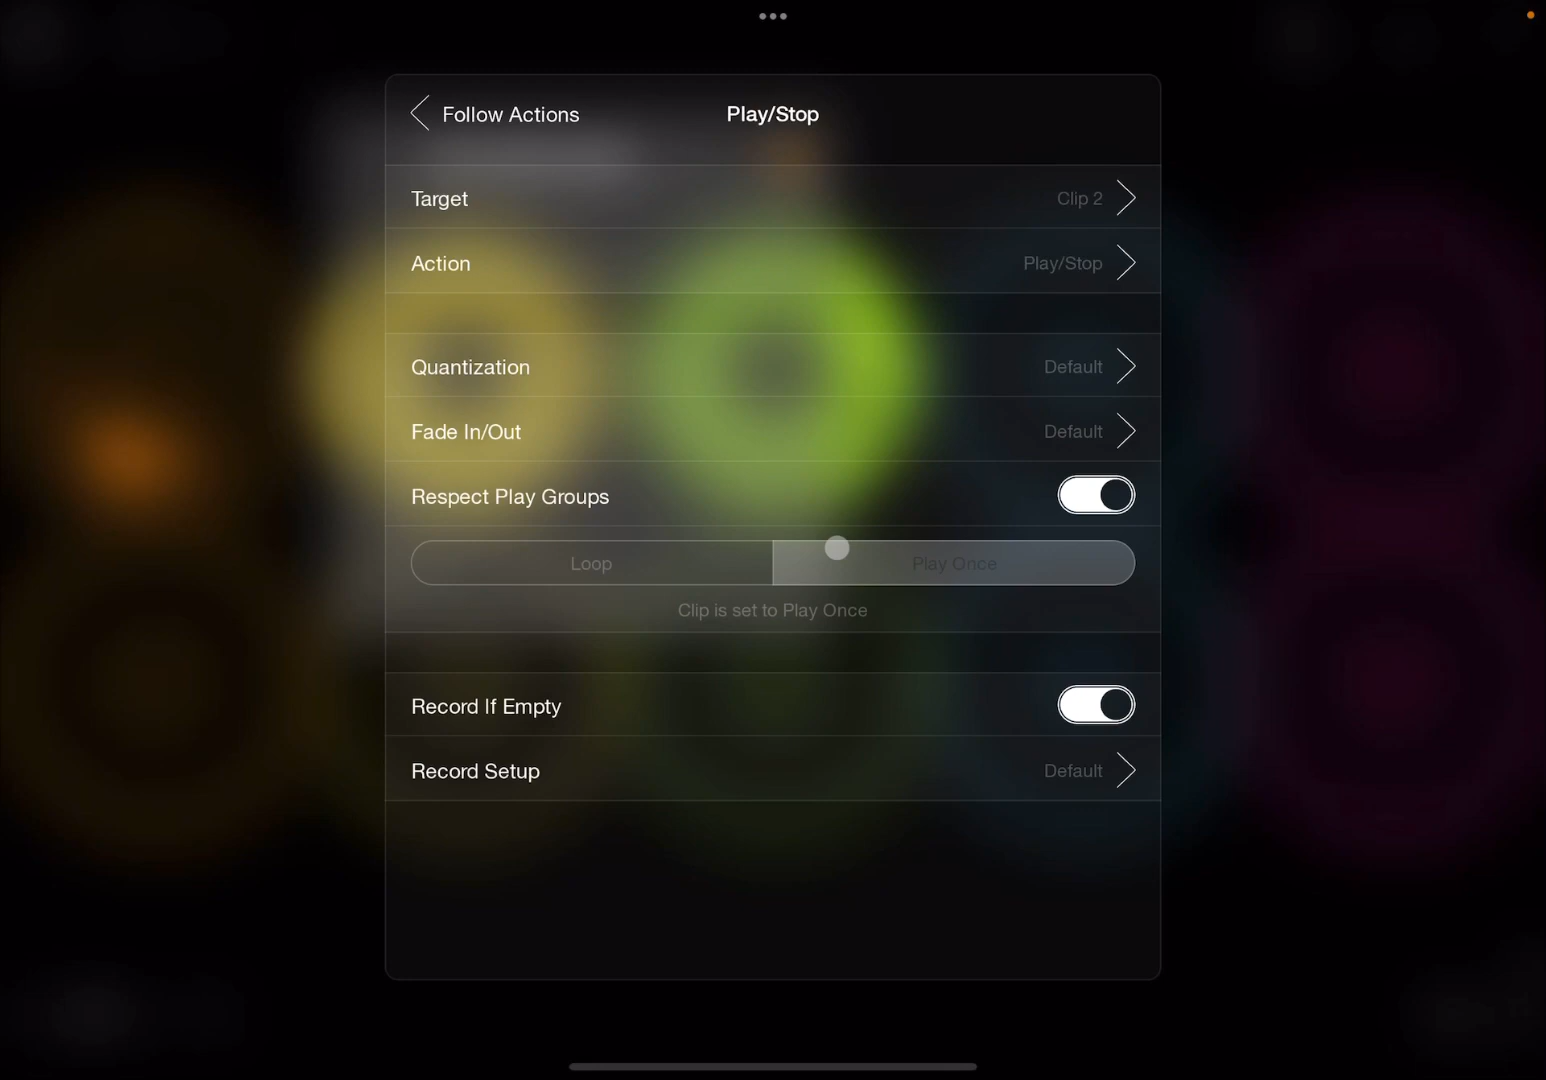 Follow Actions
Play/Stop
Target
Clip 2
Action
Play/Stop
Quantization
Default
Fade In/Out
Default
Respect Play Groups
Loop
Play Once
Clip is set to Play Once
Record If Empty
Record Setup
Default